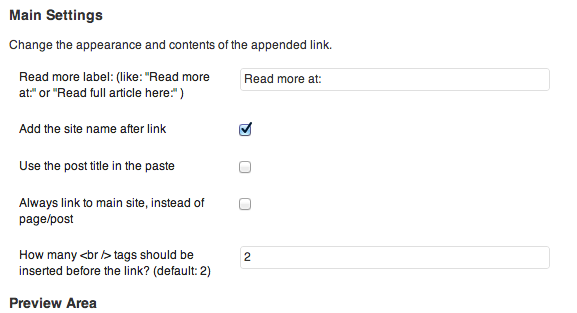 Main Settings
Change the appearance and contents of the appended link.
Read more label: (like: "Read more
at:" or "Read full article here:" )
Read more at:
Add the site name after link
Use the post title in the paste
Always link to main site, instead of
page/post
How many <br /> tags should be
inserted before the link? (default: 2)
2
Preview Area